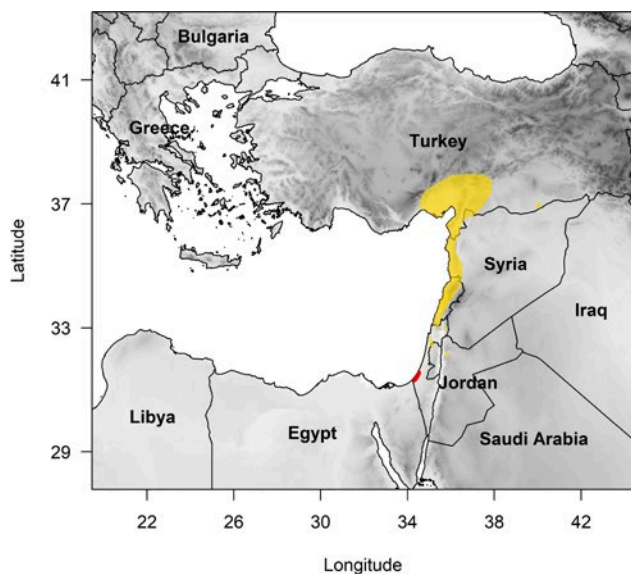 Bulgaria
41
Greece
Turkey
37
Syria
Latitude
Iraq
33
Jordan
Libya
Egypt
Saudi Arabia
29
22 26 30 34 38 42
Longitude